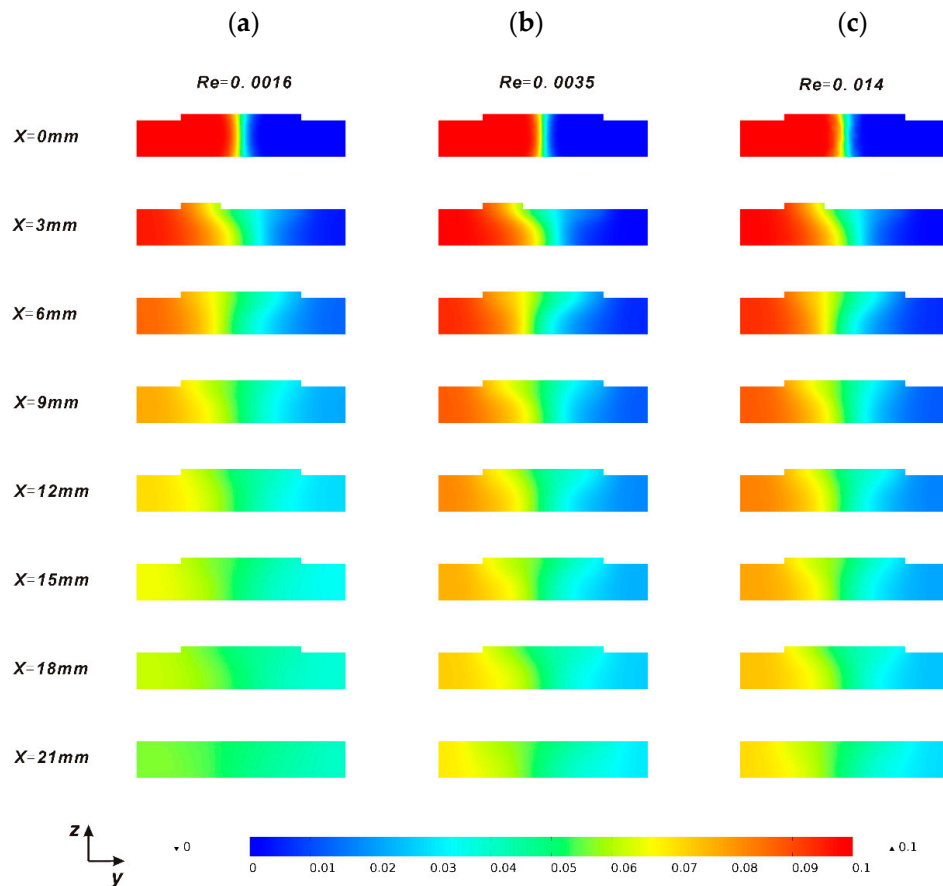 (a) (b) (c)
Re=0.0016 Re=0.0035 Re=0.014
X=0mm
X=3mm
X=6mm
X=9mm
X=12mm
X=15mm
X=18mm
X=21mm
z
y
▼ 0
0 0.01 0.02 0.03 0.04 0.05 0.06 0.07 0.08 0.09 0.1
▲ 0.1